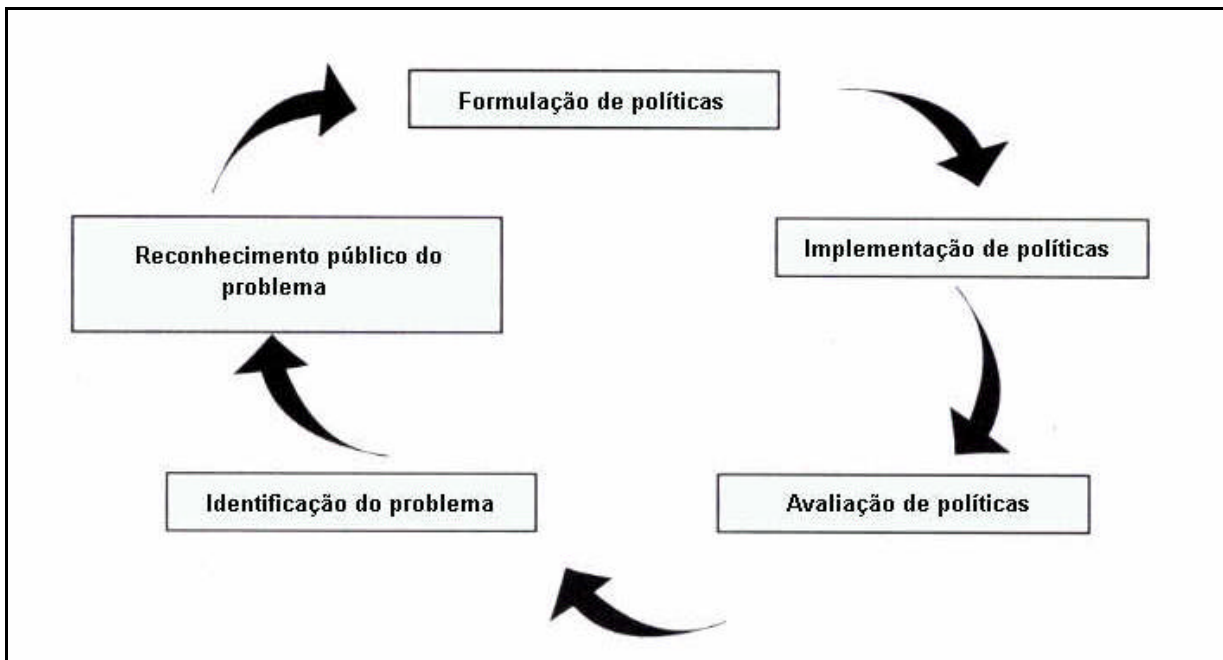 Formulação de políticas
Reconhecimento público do
problema
Implementação de políticas
Identificação do problema
Avaliação de políticas